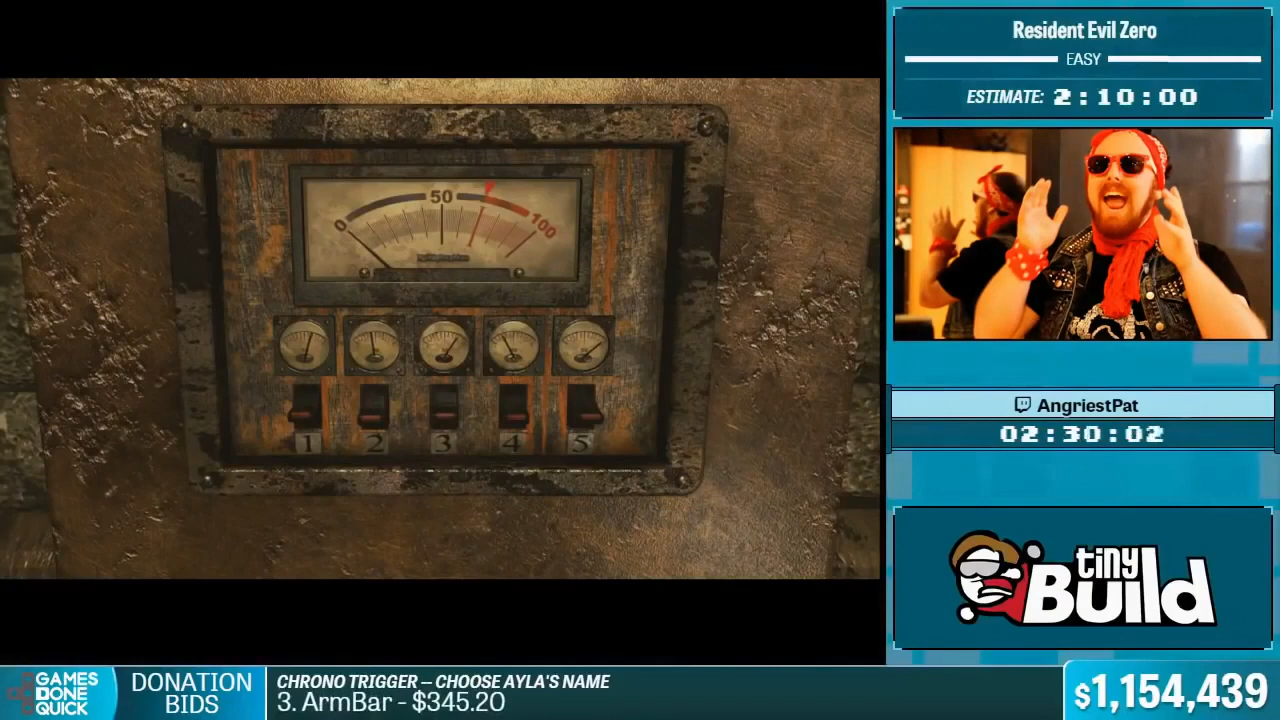 Resident Evil Zero
EASY
ESTIMATE: 2:10:00
0
50
100
1 2 3 4 5
AngriestPat
02:30:02
tiny
Build
GAMES
DONE
QUICK
DONATION
BIDS
CHRONO TRIGGER – CHOOSE AYLA'S NAME
3. ArmBar - $345.20
$1,154,439